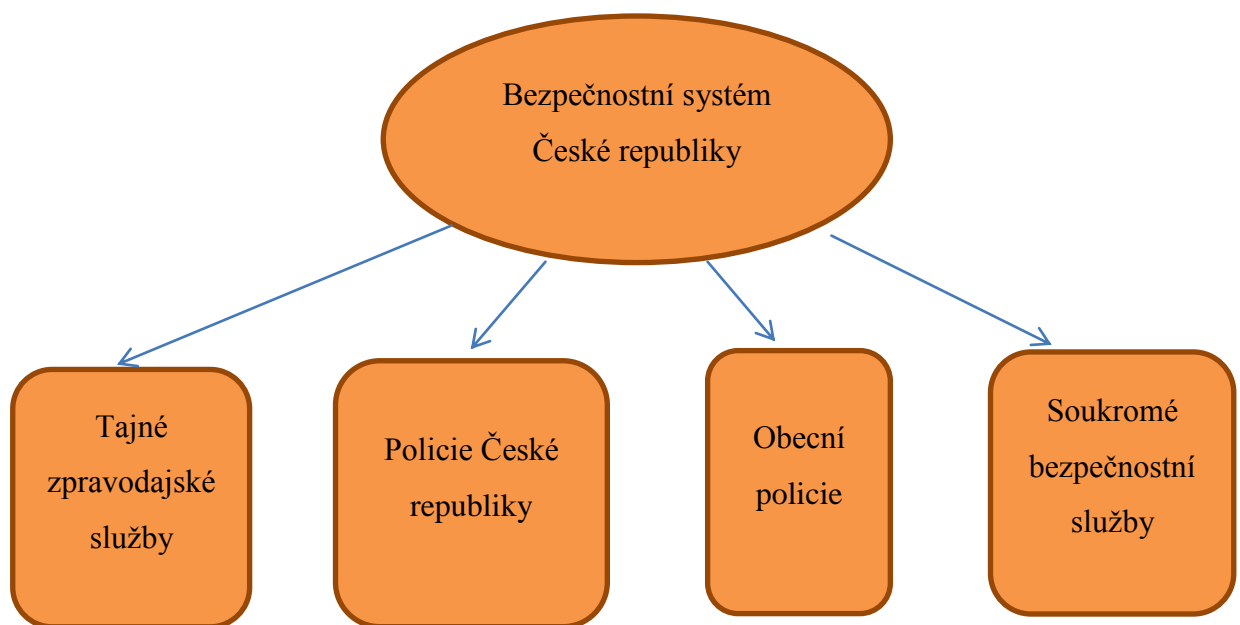 Bezpečnostní systém
České republiky
Tajné
zpravodajské
služby
Policie České
republiky
Obecní
policie
Soukromé
bezpečnostní
služby